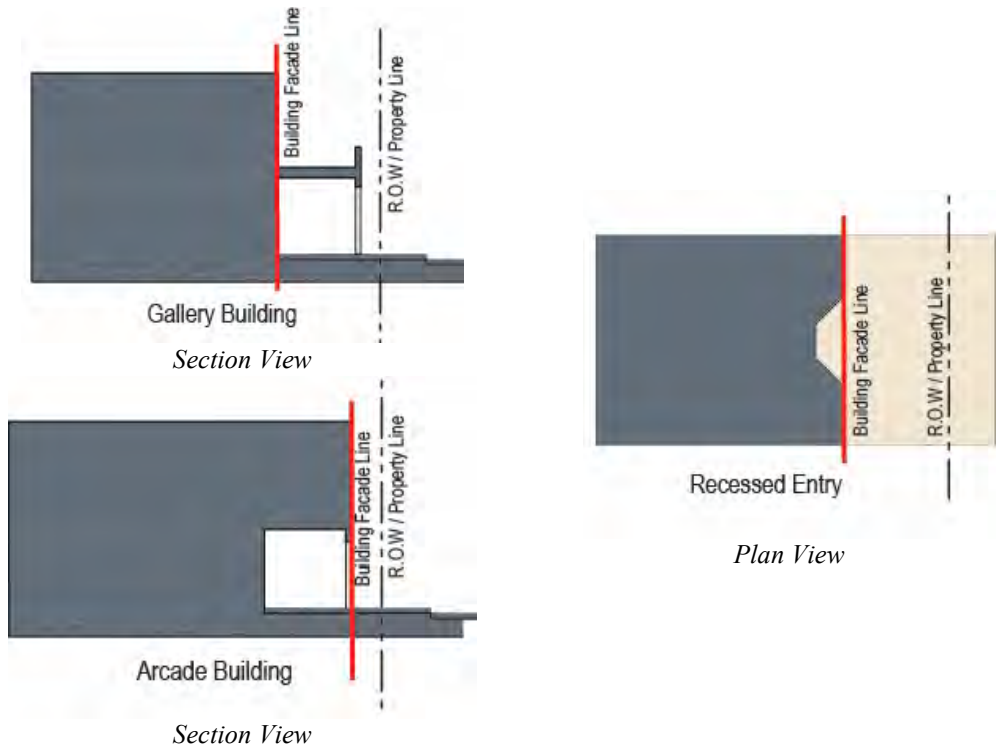 Building Facade Line
R.O.W / Property Line
Gallery Building
Section View
Building Facade Line
R.O.W / Property Line
Arcade Building
Section View
Building Facade Line
R.O.W / Property Line
Recessed Entry
Plan View